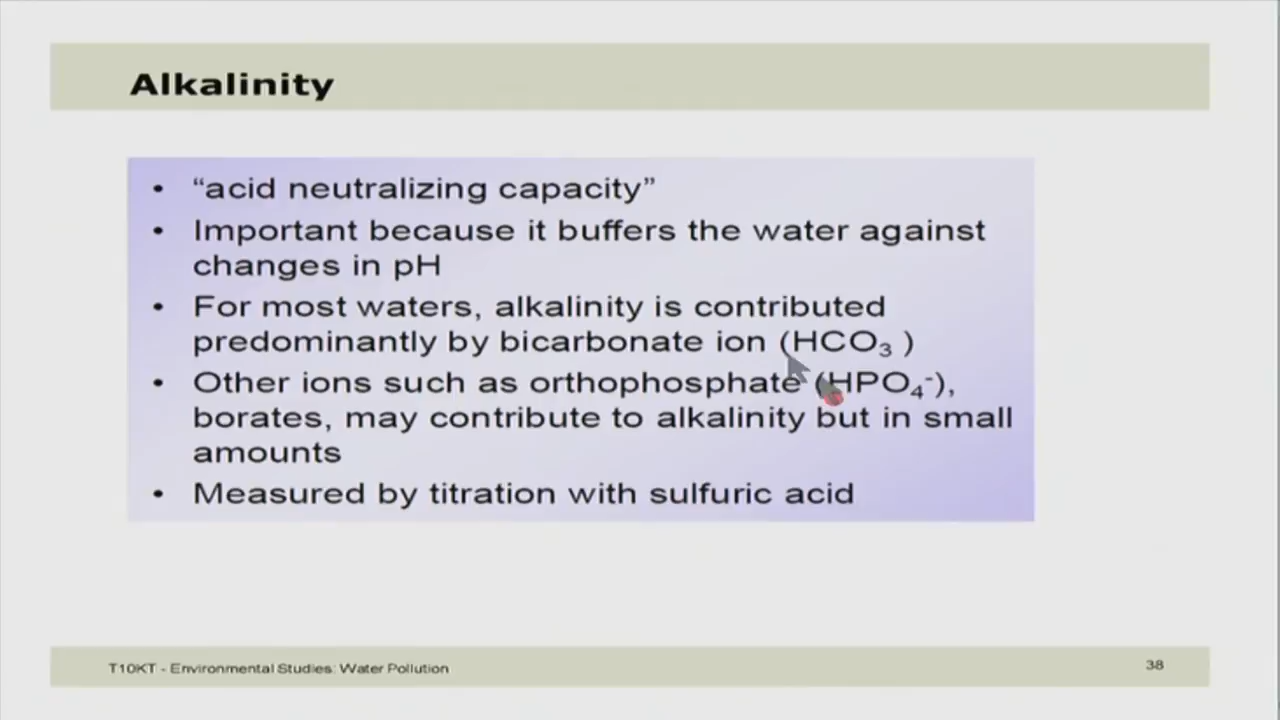 Alkalinity
• “acid neutralizing capacity”
• Important because it buffers the water against
changes in pH
• For most waters, alkalinity is contributed
predominantly by bicarbonate ion (HCO₃ )
• Other ions such as orthophosphate (HPO₄⁻),
borates, may contribute to alkalinity but in small
amounts
• Measured by titration with sulfuric acid
T10KT - Environmental Studies: Water Pollution
38